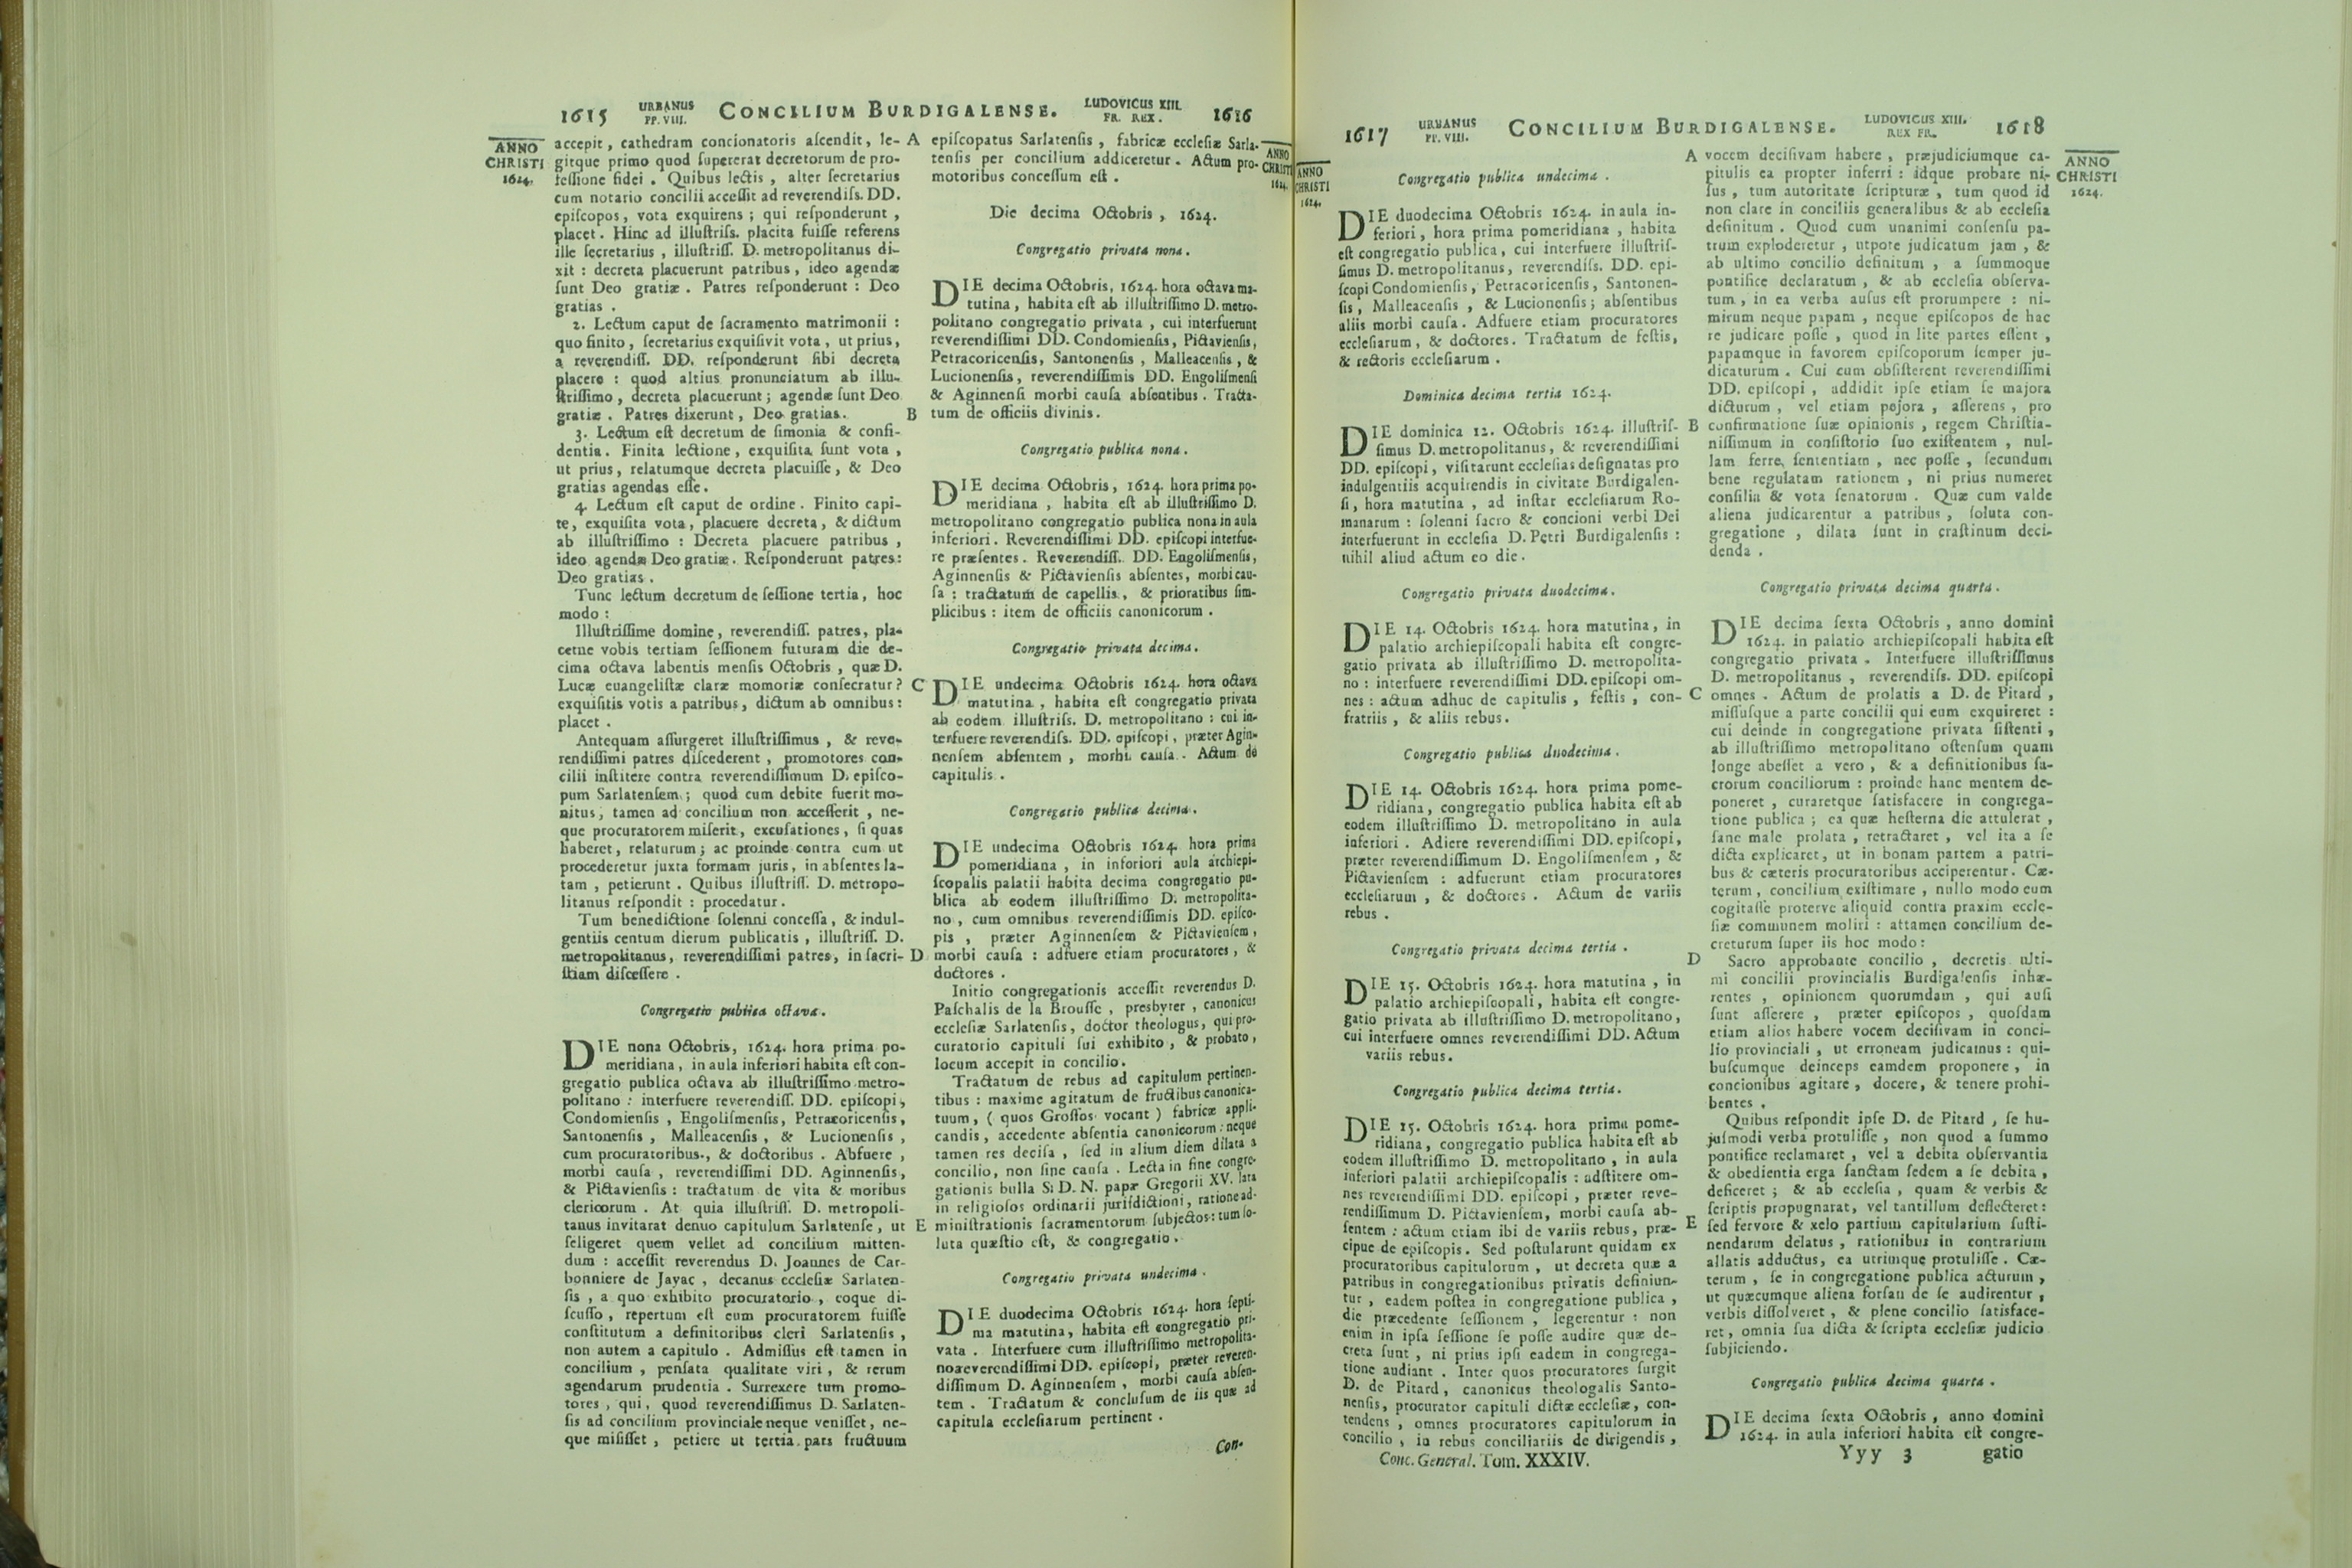 1615 URBANUS PP. VIII. CONCILIUM BURDIGALENSE. LUDOVICUS XIII. FR. REX. 1616
ANNO CHRISTI 1624.
accepit, cathedram concionatoris aſcendit, le-
gitque primo quod ſupererat decretorum de pro-
feſſione fidei. Quibus lectis, alter ſecretarius
cum notario concilii acceſſit ad reverendiſs. DD.
epiſcopos, vota exquirens; qui reſponderunt,
placet. Hinc ad illuſtriſs. placita fuiſſe referens
ille ſecretarius, illuſtriſſ. D. metropolitanus di-
xit: decreta placuerunt patribus, ideo agendæ
ſunt Deo gratiæ. Patres reſponderunt: Deo
gratias.
2. Lectum caput de ſacramento matrimonii:
quo finito, ſecretarius exquiſivit vota, ut prius,
a reverendiſſ. DD. reſponderunt ſibi decreta
placere: quod altius pronunciatum ab illu-
ſtriſſimo, decreta placuerunt; agendæ ſunt Deo
gratiæ. Patres dixerunt, Deo gratias.
3. Lectum eſt decretum de ſimonia & confi-
dentia. Finita lectione, exquiſita ſunt vota,
ut prius, relatumque decreta placuiſſe, & Deo
gratias agendas eſſe.
4. Lectum eſt caput de ordine. Finito capi-
te, exquiſita vota, placuere decreta, & dictum
ab illuſtriſſimo: Decreta placuere patribus,
ideo agendæ Deo gratiæ. Reſponderunt patres:
Deo gratias.
Tunc lectum decretum de ſeſſione tertia, hoc
modo:
Illuſtriſſime domine, reverendiſſ. patres, pla-
cetne vobis tertiam ſeſſionem futuram die de-
cima octava labentis menſis Octobris, quæ D.
Lucæ euangeliſtæ claræ memoriæ conſecratur?
exquiſitis votis a patribus, dictum ab omnibus:
placet.
Antequam aſſurgeret illuſtriſſimus, & reve-
rendiſſimi patres diſcederent, promotores con-
cilii inſtitere contra reverendiſſimum D. epiſco-
pum Sarlatenſem; quod cum debite fuerit mo-
nitus, tamen ad concilium non acceſſerit, ne-
que procuratorem miſerit, excuſationes, ſi quas
haberet, relaturum; ac proinde contra eum ut
procederetur juxta formam juris, in abſentes la-
tam, petierunt. Quibus illuſtriſſ. D. metropo-
litanus reſpondit: procedatur.
Tum benedictione ſolenni conceſſa, & indul-
gentiis centum dierum publicatis, illuſtriſſ. D.
metropolitanus, reverendiſſimi patres, in ſacri-
ſtiam diſceſſere.
Congregatio publica octava.
DIE nona Octobris, 1624. hora prima po-
meridiana, in aula inferiori habita eſt con-
gregatio publica octava ab illuſtriſſimo metro-
politano: interfuere reverendiſſ. DD. epiſcopi,
Condomienſis, Engoliſmenſis, Petracoricenſis,
Santonenſis, Malleacenſis, & Lucionenſis,
cum procuratoribus, & doctoribus. Abfuere,
morbi cauſa, reverendiſſimi DD. Aginnenſis,
& Pictavienſis: tractatum de vita & moribus
clericorum. At quia illuſtriſſ. D. metropoli-
tanus invitarat denuo capitulum Sarlatenſe, ut
ſeligeret quem vellet ad concilium mitten-
dum: acceſſit reverendus D. Joannes de Car-
bonniere de Jayac, decanus eccleſiæ Sarlaten-
ſis, a quo exhibito procuratorio, eoque di-
ſcuſſo, repertum eſt eum procuratorem fuiſſe
conſtitutum a definitoribus cleri Sarlatenſis,
non autem a capitulo. Admiſſus eſt tamen in
concilium, penſata qualitate viri, & rerum
agendarum prudentia. Surrexere tum promo-
tores, qui, quod reverendiſſimus D. Sarlaten-
ſis ad concilium provinciale neque veniſſet, ne-
que miſiſſet, petiere ut tertia pars fructuum
A
B
C
D
E
epiſcopatus Sarlatenſis, fabricæ eccleſiæ Sarla-
tenſis per concilium addiceretur. Actum pro-
motoribus conceſſum eſt.
ANNO CHRISTI 1624.
Die decima Octobris, 1624.
Congregatio privata nona.
DIE decima Octobris, 1624. hora octava ma-
tutina, habita eſt ab illuſtriſſimo D. metro-
politano congregatio privata, cui interfuerunt
reverendiſſimi DD. Condomienſis, Pictavienſis,
Petracoricenſis, Santonenſis, Malleacenſis, &
Lucionenſis, reverendiſſimis DD. Engoliſmenſi
& Aginnenſi morbi cauſa abſentibus. Tracta-
tum de officiis divinis.
Congregatio publica nona.
DIE decima Octobris, 1624. hora prima po-
meridiana, habita eſt ab illuſtriſſimo D.
metropolitano congregatio publica nona in aula
inferiori. Reverendiſſimi DD. epiſcopi interfue-
re præſentes. Reverendiſſ. DD. Engoliſmenſis,
Aginnenſis & Pictavienſis abſentes, morbi cau-
ſa: tractatum de capellis, & prioratibus ſim-
plicibus: item de officiis canonicorum.
Congregatio privata decima.
DIE undecima Octobris 1624. hora octava
matutina, habita eſt congregatio privata
ab eodem illuſtriſs. D. metropolitano: cui in-
terfuere reverendiſs. DD. epiſcopi, præter Agin-
nenſem abſentem, morbi cauſa. Actum de
capitulis.
Congregatio publica decima.
DIE undecima Octobris 1624. hora prima
pomeridiana, in inforiori aula archiepi-
ſcopalis palatii habita decima congregatio pu-
blica ab eodem illuſtriſſimo D. metropolita-
no, cum omnibus reverendiſſimis DD. epiſco-
pis, præter Aginnenſem & Pictavienſem,
morbi cauſa: adfuere etiam procuratores, &
doctores.
Initio congregationis acceſſit reverendus D.
Paſchalis de la Brouſſe, presbyter, canonicus
eccleſiæ Sarlatenſis, doctor theologus, qui pro-
curatorio capituli ſui exhibito, & probato,
locum accepit in concilio.
Tractatum de rebus ad capitulum pertinen-
tibus: maxime agitatum de fructibus canonica-
tuum, (quos Groſſos vocant) fabricæ appli-
candis, accedente abſentia canonicorum: neque
tamen res deciſa, ſed in alium diem dilata a
concilio, non ſine cauſa. Lecta in fine congre-
gationis bulla S. D. N. papæ Gregorii XV. lata
in religioſos ordinarii juriſdictioni, ratione ad-
miniſtrationis ſacramentorum ſubjectos: tum ſo-
luta quæſtio eſt, & congregatio.
Congregatio privata undecima.
DIE duodecima Octobris 1624. hora ſepti-
ma matutina, habita eſt congregatio pri-
vata. Interfuere cum illuſtriſſimo metropolita-
no reverendiſſimi DD. epiſcopi, præter reveren-
diſſimum D. Aginnenſem, morbi cauſa abſen-
tem. Tractatum & concluſum de iis quæ ad
capitula eccleſiarum pertinent.
Con-
1617 URBANUS PP. VIII. CONCILIUM BURDIGALENSE. LUDOVICUS XIII. REX FR. 1618
ANNO CHRISTI 1624.
Congregatio publica undecima.
DIE duodecima Octobris 1624. in aula in-
feriori, hora prima pomeridiana, habita
eſt congregatio publica, cui interfuere illuſtriſ-
ſimus D. metropolitanus, reverendiſs. DD. epi-
ſcopi Condomienſis, Petracoricenſis, Santonen-
ſis, Malleacenſis, & Lucionenſis; abſentibus
aliis morbi cauſa. Adfuere etiam procuratores
eccleſiarum, & doctores. Tractatum de feſtis,
& rectoris eccleſiarum.
Dominica decima tertia 1624.
DIE dominica 12. Octobris 1624. illuſtriſ-
ſimus D. metropolitanus, & reverendiſſimi
DD. epiſcopi, viſitarunt eccleſias deſignatas pro
indulgentiis acquirendis in civitate Burdigalen-
ſi, hora matutina, ad inſtar eccleſiarum Ro-
manarum: ſolenni ſacro & concioni verbi Dei
interfuerunt in eccleſia D. Petri Burdigalenſis:
nihil aliud actum eo die.
Congregatio privata duodecima.
DIE 14. Octobris 1624. hora matutina, in
palatio archiepiſcopali habita eſt congre-
gatio privata ab illuſtriſſimo D. metropolita-
no: interfuere reverendiſſimi DD. epiſcopi om-
nes: actum adhuc de capitulis, feſtis, con-
fratriis, & aliis rebus.
Congregatio publica duodecima.
DIE 14. Octobris 1624. hora prima pome-
ridiana, congregatio publica habita eſt ab
eodem illuſtriſſimo D. metropolitano in aula
inferiori. Adiere reverendiſſimi DD. epiſcopi,
præter reverendiſſimum D. Engoliſmenſem, &
Pictavienſem: adfuerunt etiam procuratores
eccleſiarum, & doctores. Actum de variis
rebus.
Congregatio privata decima tertia.
DIE 15. Octobris 1624. hora matutina, in
palatio archiepiſcopali, habita eſt congre-
gatio privata ab illuſtriſſimo D. metropolitano,
cui interfuere omnes reverendiſſimi DD. Actum
variis rebus.
Congregatio publica decima tertia.
DIE 15. Octobris 1624. hora prima pome-
ridiana, congregatio publica habita eſt ab
eodem illuſtriſſimo D. metropolitano, in aula
inferiori palatii archiepiſcopalis: adſtitere om-
nes reverendiſſimi DD. epiſcopi, præter reve-
rendiſſimum D. Pictavienſem, morbi cauſa ab-
ſentem: actum etiam ibi de variis rebus, præ-
cipue de epiſcopis. Sed poſtularunt quidam ex
procuratoribus capitulorum, ut decreta quæ a
patribus in congregationibus privatis definiun-
tur, eadem poſtea in congregatione publica,
die præcedente ſeſſionem, legerentur: non
enim in ipſa ſeſſione ſe poſſe audire quæ de-
creta ſunt, ni prius ipſi eadem in congrega-
tione audiant. Inter quos procuratores ſurgit
D. de Pitard, canonicus theologalis Santo-
nenſis, procurator capituli dictæ eccleſiæ, con-
tendens, omnes procuratores capitulorum in
concilio, in rebus conciliariis de dirigendis,
Conc. General. Tom. XXXIV.
A
B
C
D
E
vocem deciſivam habere, præjudiciumque ca-
pitulis ea propter inferri: idque probare ni-
ſus, tum autoritate ſcripturæ, tum quod id
non clare in conciliis generalibus & ab eccleſia
definitum. Quod cum unanimi conſenſu pa-
trum exploderetur, utpote judicatum jam, &
ab ultimo concilio definitum, a ſummoque
pontifice declaratum, & ab eccleſia obſerva-
tum, in ea verba auſus eſt prorumpere: ni-
mirum neque papam, neque epiſcopos de hac
re judicare poſſe, quod in lite partes eſſent,
papamque in favorem epiſcoporum ſemper ju-
dicaturum. Cui cum obſiſterent reverendiſſimi
DD. epiſcopi, addidit ipſe etiam ſe majora
dicturum, vel etiam pejora, aſſerens, pro
confirmatione ſuæ opinionis, regem Chriſtia-
niſſimum in conſiſtorio ſuo exiſtentem, nul-
lam ferre ſententiam, nec poſſe, ſecundum
bene regulatam rationem, ni prius numeret
conſilia & vota ſenatorum. Quæ cum valde
aliena judicarentur a patribus, ſoluta con-
gregatione, dilata ſunt in craſtinum deci-
denda.
ANNO CHRISTI 1624.
Congregatio privata decima quarta.
DIE decima ſexta Octobris, anno domini
1624. in palatio archiepiſcopali habita eſt
congregatio privata. Interfuere illuſtriſſimus
D. metropolitanus, reverendiſs. DD. epiſcopi
omnes. Actum de prolatis a D. de Pitard,
miſſuſque a parte concilii qui eum exquireret:
cui deinde in congregatione privata ſiſtenti,
ab illuſtriſſimo metropolitano oſtenſum quam
longe abeſſet a vero, & a definitionibus ſa-
crorum conciliorum: proinde hanc mentem de-
poneret, curaretque ſatisfacere in congrega-
tione publica; ea quæ heſterna die attulerat,
ſane male prolata, retractaret, vel ita a ſe
dicta explicaret, ut in bonam partem a patri-
bus & cæteris procuratoribus acciperentur. Cæ-
terum, concilium exiſtimare, nullo modo eum
cogitaſſe proterve aliquid contra praxim eccle-
ſiæ communem moliri: attamen concilium de-
creturum ſuper iis hoc modo:
Sacro approbante concilio, decretis ulti-
mi concilii provincialis Burdigalenſis inhæ-
rentes, opinionem quorumdam, qui auſi
ſunt aſſerere, præter epiſcopos, quoſdam
etiam alios habere vocem deciſivam in conci-
lio provinciali, ut erroneam judicamus: qui-
buſcumque deinceps eamdem proponere, in
concionibus agitare, docere, & tenere prohi-
bentes.
Quibus reſpondit ipſe D. de Pitard, ſe hu-
juſmodi verba protuliſſe, non quod a ſummo
pontifice reclamaret, vel a debita obſervantia
& obedientia erga ſanctam ſedem a ſe debita,
deficeret; & ab eccleſia, quam & verbis &
ſcriptis propugnarat, vel tantillum deflecteret:
ſed fervore & xelo partium capitularium ſuſti-
nendarum delatus, rationibus in contrarium
allatis adductus, ea utrimque protuliſſe. Cæ-
terum, ſe in congregatione publica acturum,
ut quæcumque aliena forſan de ſe audirentur,
verbis diſſolveret, & plene concilio ſatisface-
ret, omnia ſua dicta & ſcripta eccleſiæ judicio
ſubjiciendo.
Congregatio publica decima quarta.
DIE decima ſexta Octobris, anno domini
1624. in aula inferiori habita eſt congre-
Yyy 3 gatio